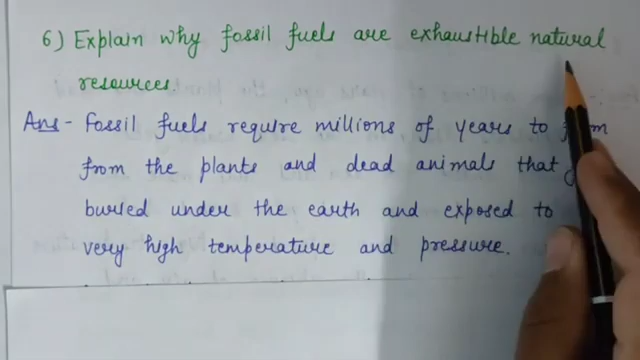 6) Explain why fossil fuels are exhaustible natural
resources.
Ans - Fossil fuels require millions of years to
from the plants and dead animals that
buried under the earth and exposed to
very high temperature and pressure.